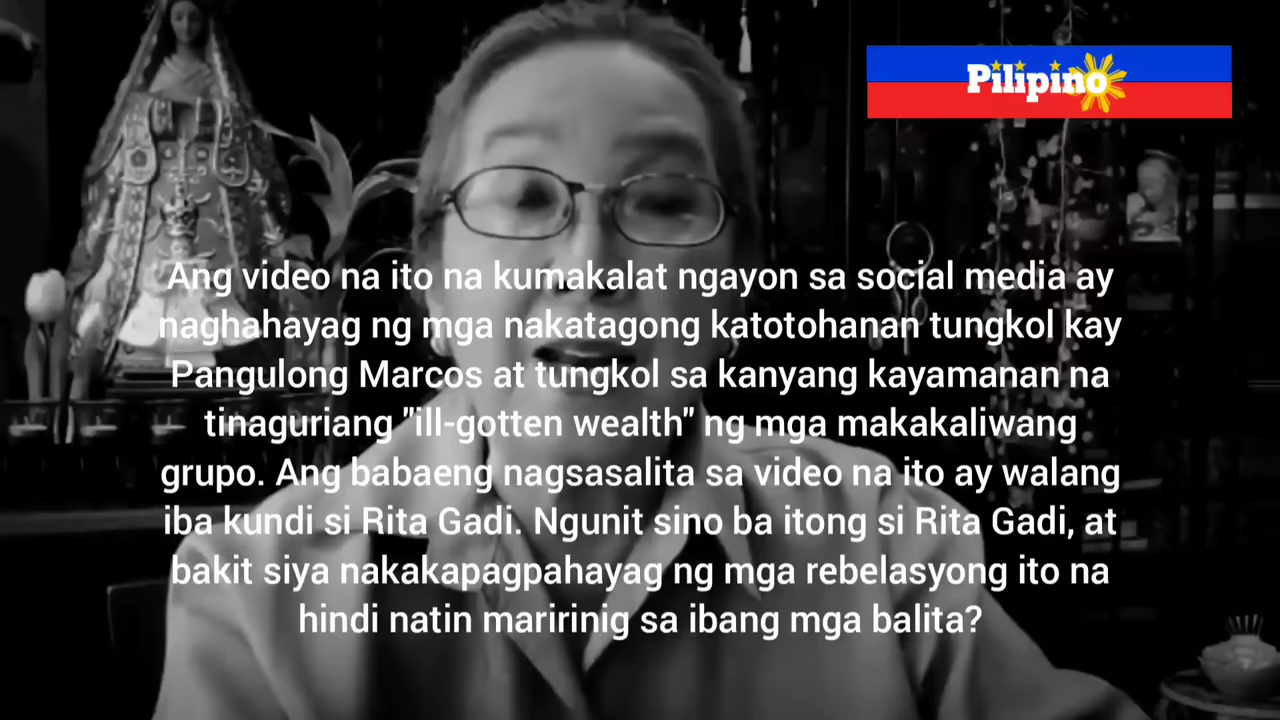 Pilipino
Ang video na ito na kumakalat ngayon sa social media ay
naghahayag ng mga nakatagong katotohanan tungkol kay
Pangulong Marcos at tungkol sa kanyang kayamanan na
tinaguriang "ill-gotten wealth" ng mga makakaliwang
grupo. Ang babaeng nagsasalita sa video na ito ay walang
iba kundi si Rita Gadi. Ngunit sino ba itong si Rita Gadi, at
bakit siya nakakapagpahayag ng mga rebelasyong ito na
hindi natin maririnig sa ibang mga balita?